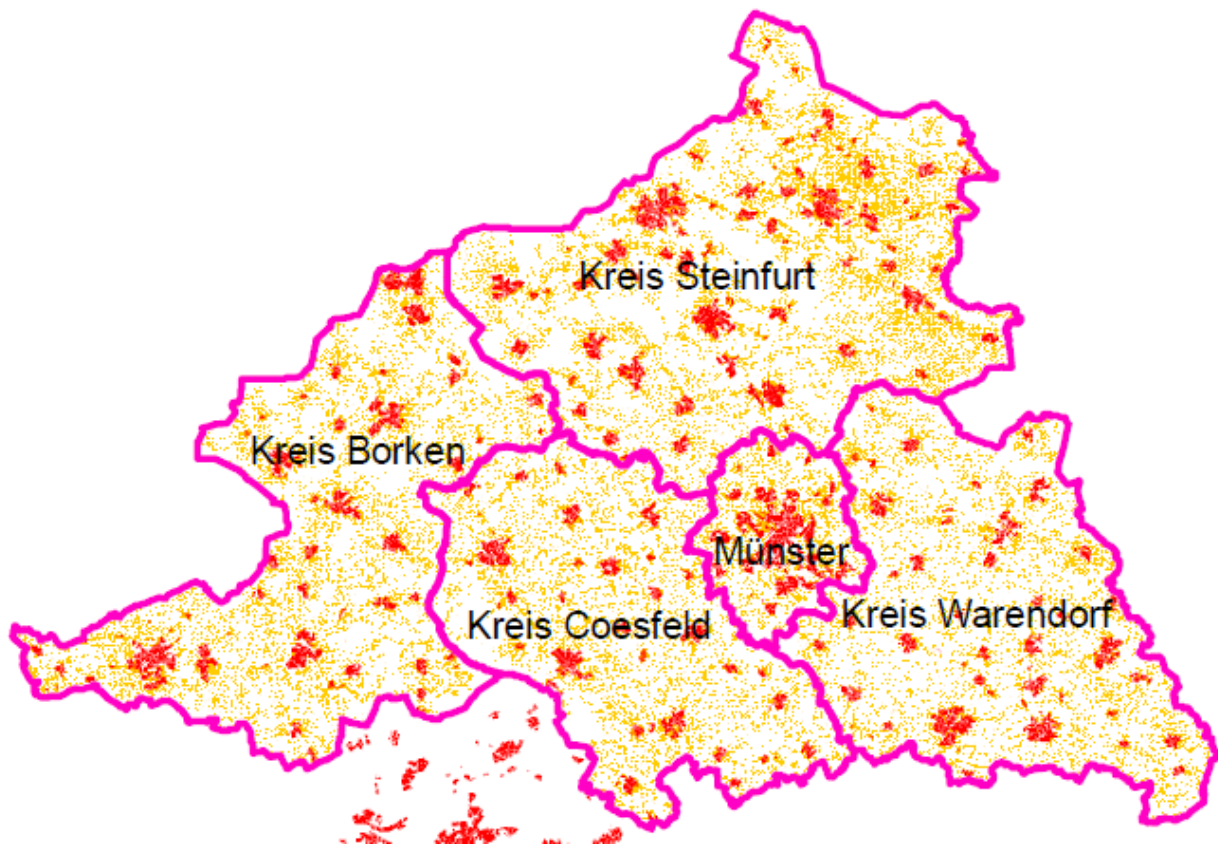 Kreis Steinfurt
Kreis Borken
Münster
Kreis Coesfeld
Kreis Warendorf